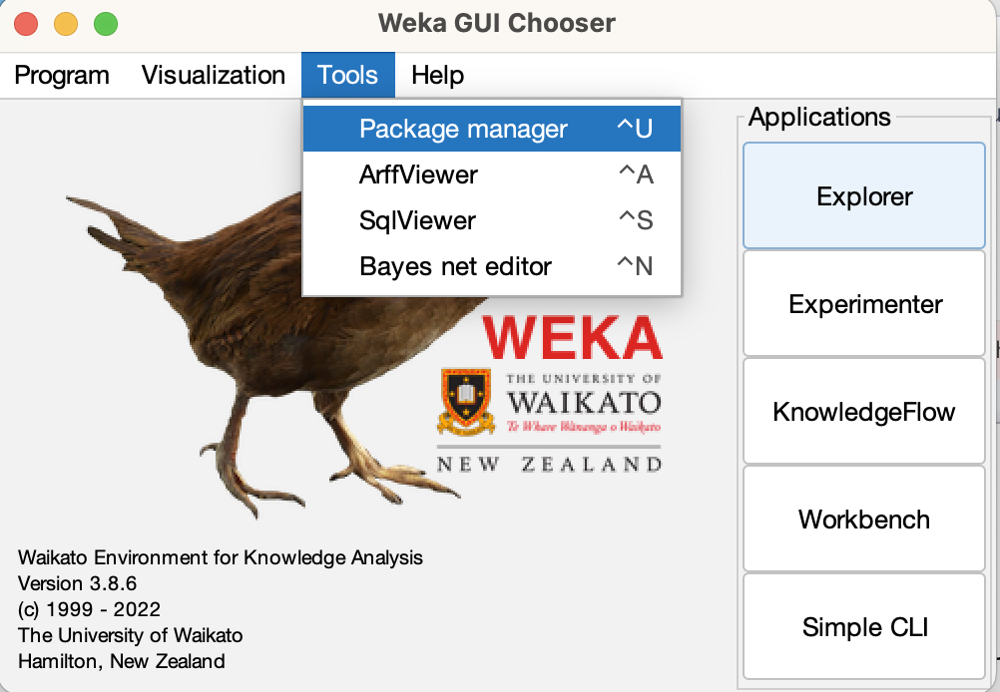 Weka GUI Chooser
Program Visualization Tools Help
Package manager ^U
ArffViewer ^A
SqlViewer ^S
Bayes net editor ^N
Applications
Explorer
Experimenter
KnowledgeFlow
Workbench
Simple CLI
WEKA
THE UNIVERSITY OF
WAIKATO
Te Whare Wānanga o Waikato
NEW ZEALAND
Waikato Environment for Knowledge Analysis
Version 3.8.6
(c) 1999 - 2022
The University of Waikato
Hamilton, New Zealand